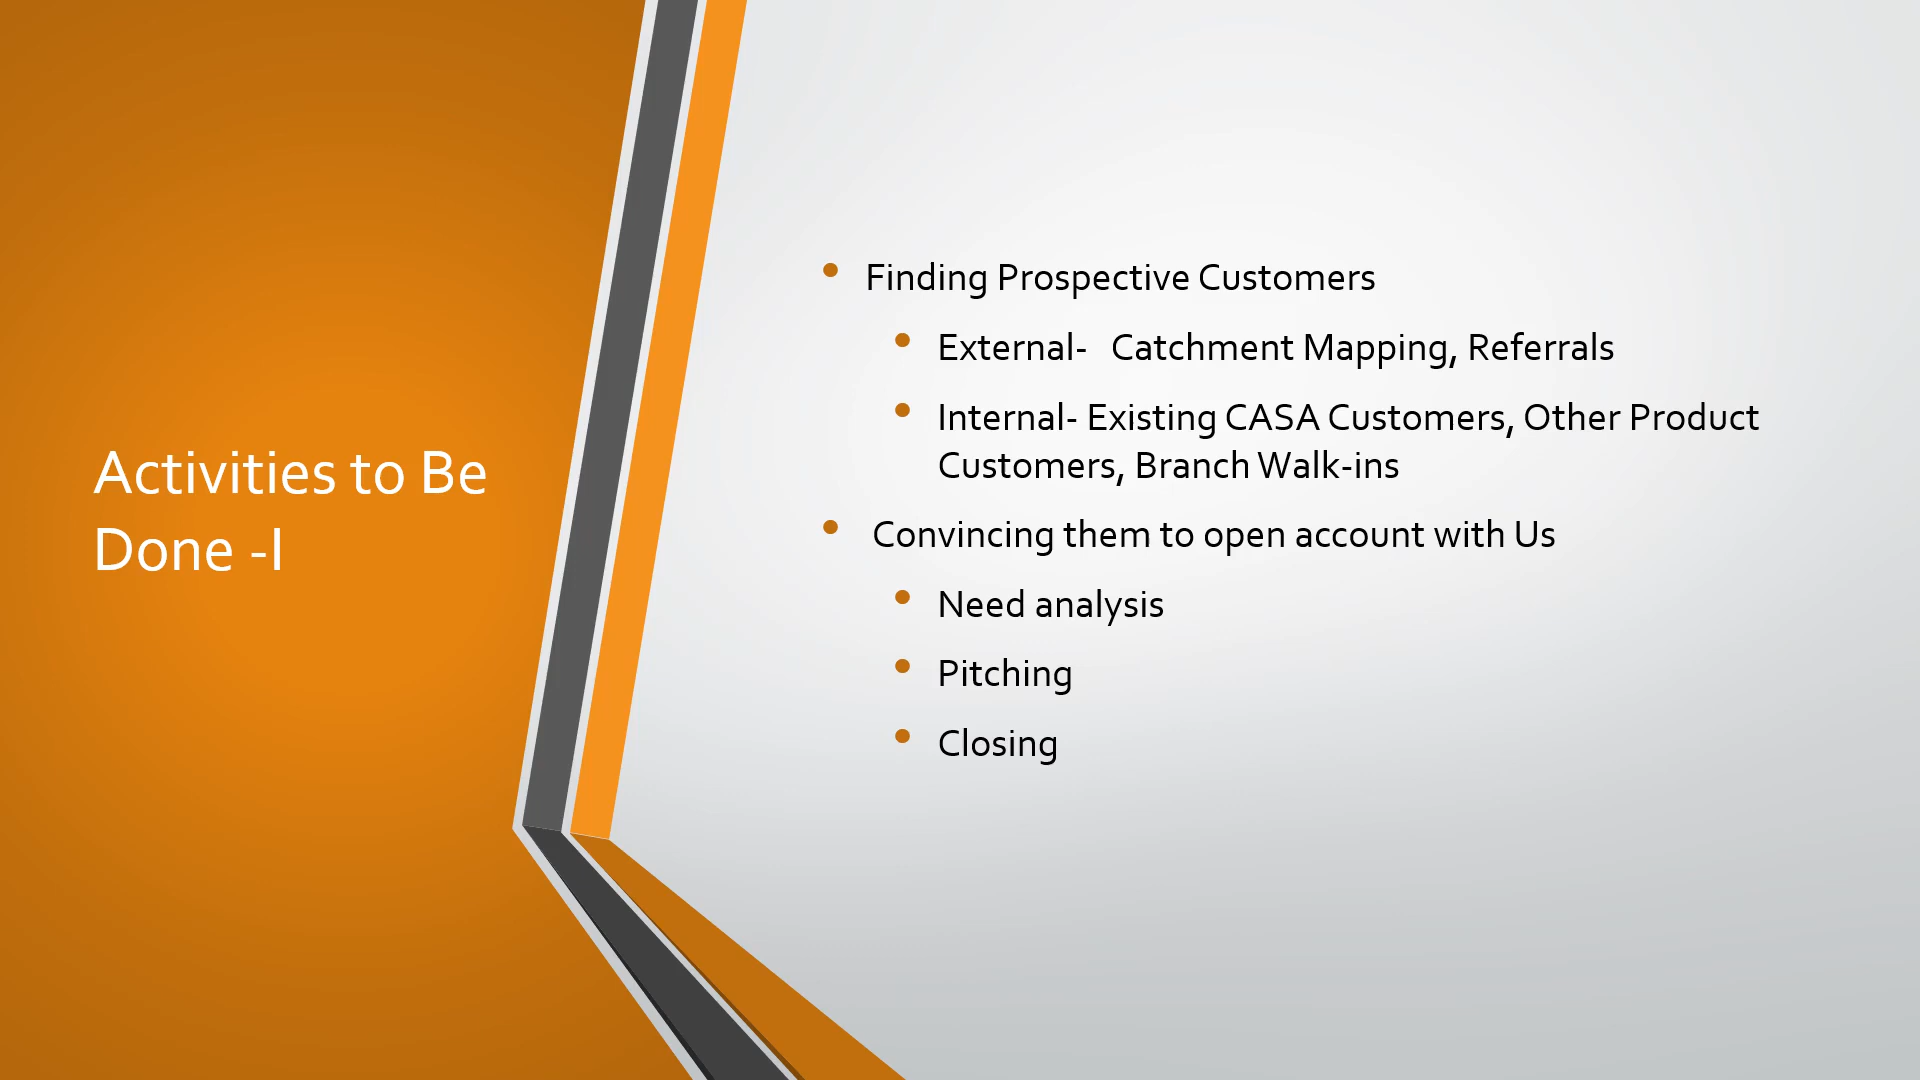 Activities to Be
Done -I
• Finding Prospective Customers
• External- Catchment Mapping, Referrals
• Internal- Existing CASA Customers, Other Product
Customers, Branch Walk-ins
• Convincing them to open account with Us
• Need analysis
• Pitching
• Closing